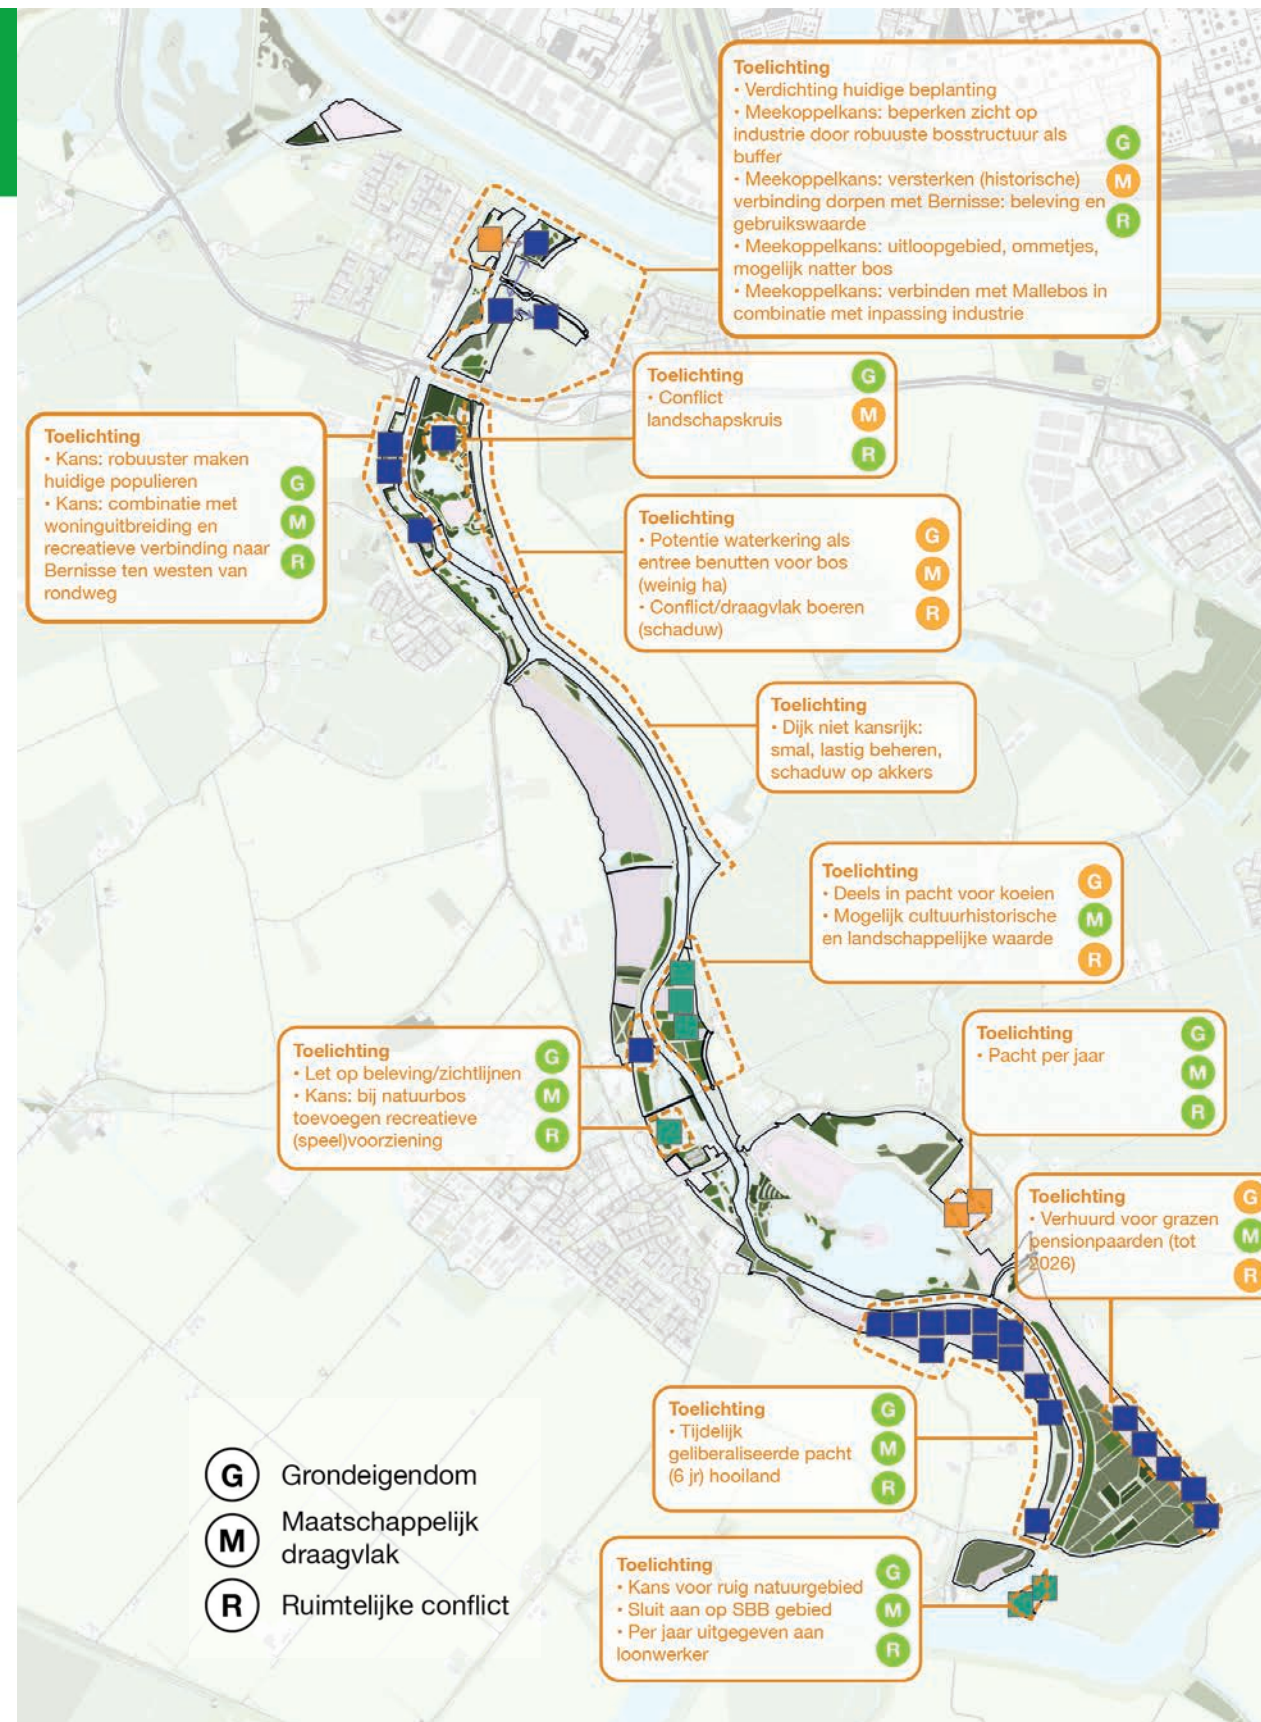 Toelichting
• Verdichting huidige beplanting
• Meekoppelkans: beperken zicht op
industrie door robuuste bosstructuur als
buffer
• Meekoppelkans: versterken (historische)
verbinding dorpen met Bernisse: beleving en
gebruikswaarde
• Meekoppelkans: uitloopgebied, ommetjes,
mogelijk natter bos
• Meekoppelkans: verbinden met Mallebos in
combinatie met inpassing industrie
G
M
R
Toelichting
• Conflict
landschapskruis
G
M
R
Toelichting
• Kans: robuuster maken
huidige populieren
• Kans: combinatie met
woninguitbreiding en
recreatieve verbinding naar
Bernisse ten westen van
rondweg
G
M
R
Toelichting
• Potentie waterkering als
entree benutten voor bos
(weinig ha)
• Conflict/draagvlak boeren
(schaduw)
G
M
R
Toelichting
• Dijk niet kansrijk:
smal, lastig beheren,
schaduw op akkers
Toelichting
• Deels in pacht voor koeien
• Mogelijk cultuurhistorische
en landschappelijke waarde
G
M
R
Toelichting
• Let op beleving/zichtlijnen
• Kans: bij natuurbos
toevoegen recreatieve
(speel)voorziening
G
M
R
Toelichting
• Pacht per jaar
G
M
R
Toelichting
• Verhuurd voor grazen
pensionpaarden (tot
2026)
G
M
R
Toelichting
• Tijdelijk
geliberaliseerde pacht
(6 jr) hooiland
G
M
R
Toelichting
• Kans voor ruig natuurgebied
• Sluit aan op SBB gebied
• Per jaar uitgegeven aan
loonwerker
G
M
R
G Grondeigendom
M Maatschappelijk
draagvlak
R Ruimtelijke conflict